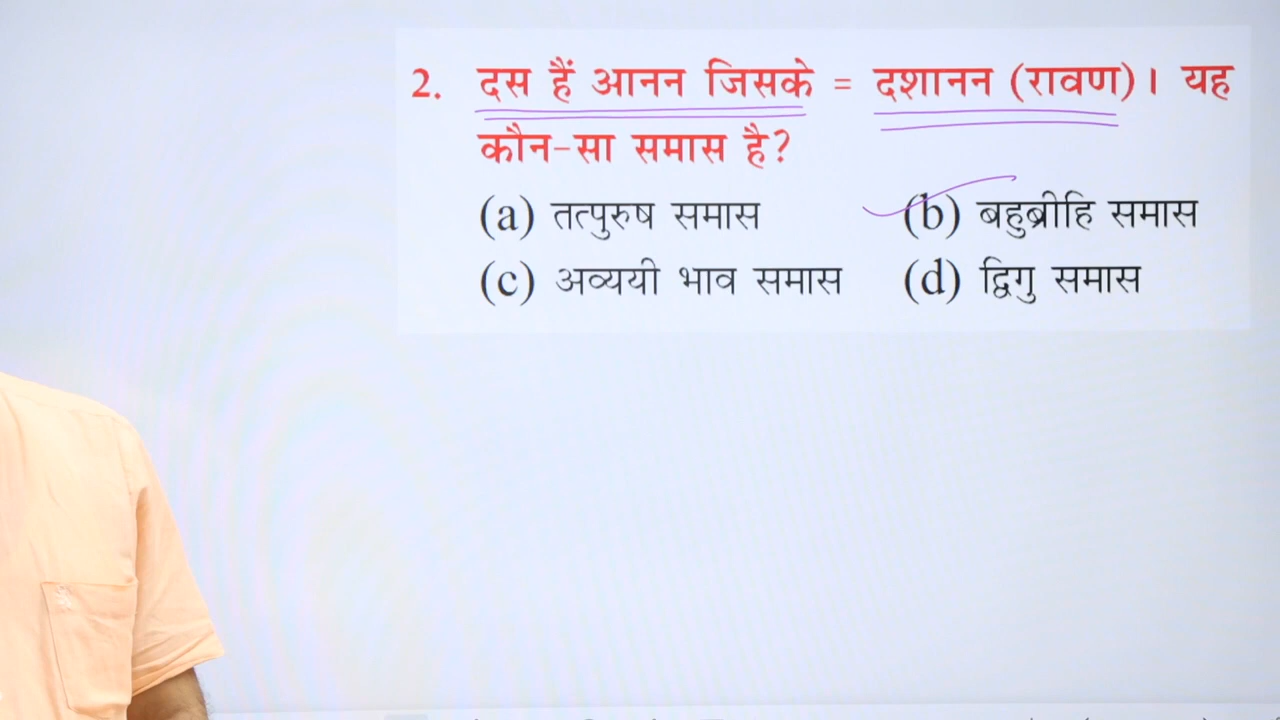 2. दस हैं आनन जिसके = दशानन (रावण)। यह
कौन-सा समास है?
(a) तत्पुरुष समास (b) बहुब्रीहि समास
(c) अव्ययी भाव समास (d) द्विगु समास